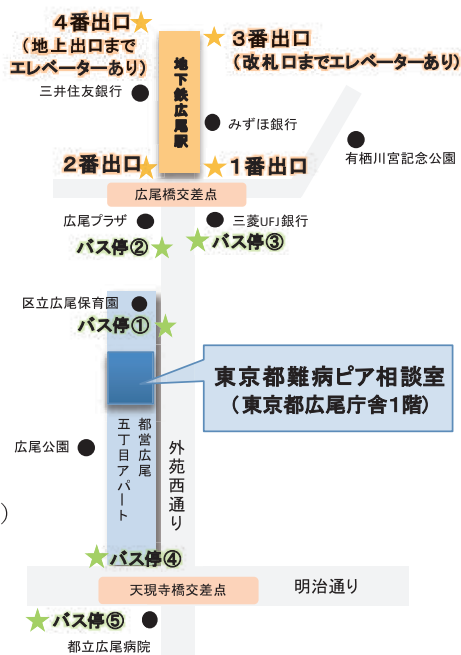 4番出口
(地上出口まで
エレベーターあり)
3番出口
(改札口までエレベーターあり)
三井住友銀行
地下鉄広尾駅
みずほ銀行
有栖川宮記念公園
2番出口
1番出口
広尾橋交差点
広尾プラザ
三菱UFJ銀行
バス停②
バス停③
区立広尾保育園
バス停①
東京都難病ピア相談室
(東京都広尾庁舎1階)
広尾公園
都営広尾
五丁目アパート
外苑西通り
)
バス停④
天現寺橋交差点
明治通り
バス停⑤
都立広尾病院